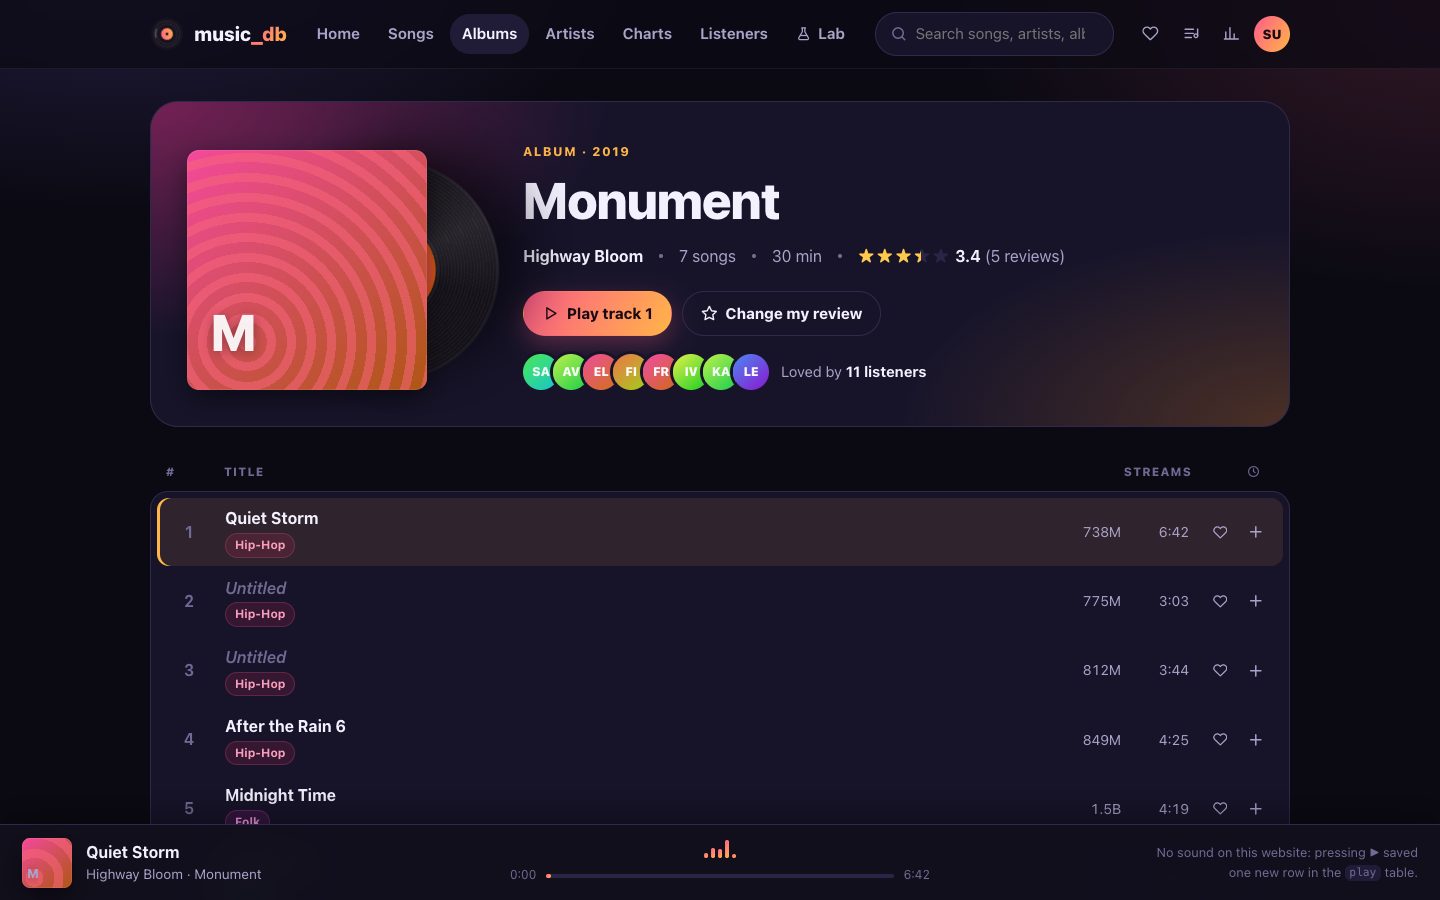 music_db Home Songs Albums Artists Charts Listeners Lab Search songs, artists, alb SU
ALBUM · 2019
Monument
Highway Bloom • 7 songs • 30 min • 3.4 (5 reviews)
M
Play track 1 Change my review
SA AV EL FI FR IV KA LE Loved by 11 listeners
# TITLE STREAMS
1 Quiet Storm 738M 6:42
Hip-Hop
2 Untitled 775M 3:03
Hip-Hop
3 Untitled 812M 3:44
Hip-Hop
4 After the Rain 6 849M 4:25
Hip-Hop
5 Midnight Time 1.5B 4:19
Folk
M
Quiet Storm
Highway Bloom · Monument
0:00 6:42
No sound on this website: pressing ▶ saved
one new row in the play table.